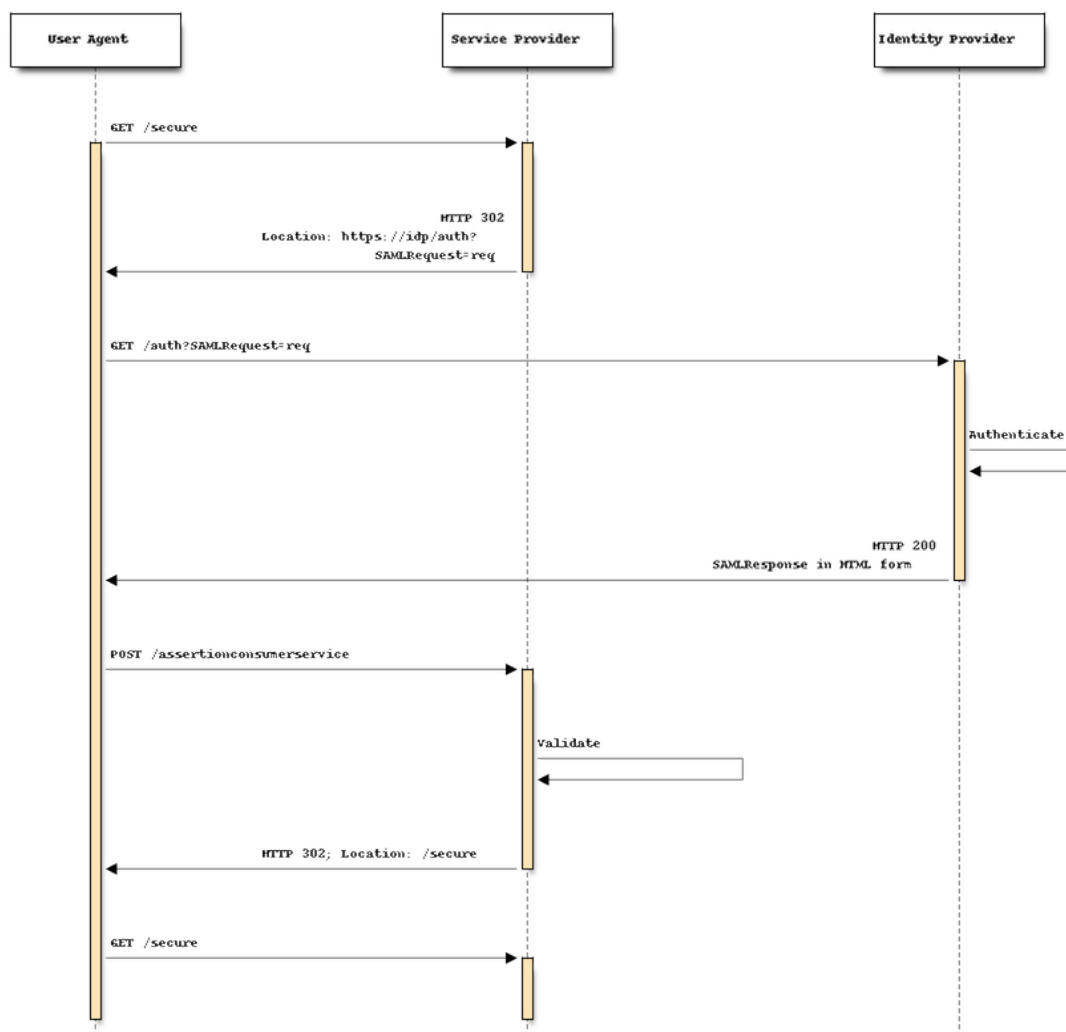 User Agent
Service Provider
Identity Provider
GET /secure
HTTP 302
Location: https://idp/auth?
SAMLRequest=req
GET /auth?SAMLRequest=req
Authenticate
HTTP 200
SAMLResponse in HTML form
POST /assertionconsumerservice
Validate
HTTP 302; Location: /secure
GET /secure